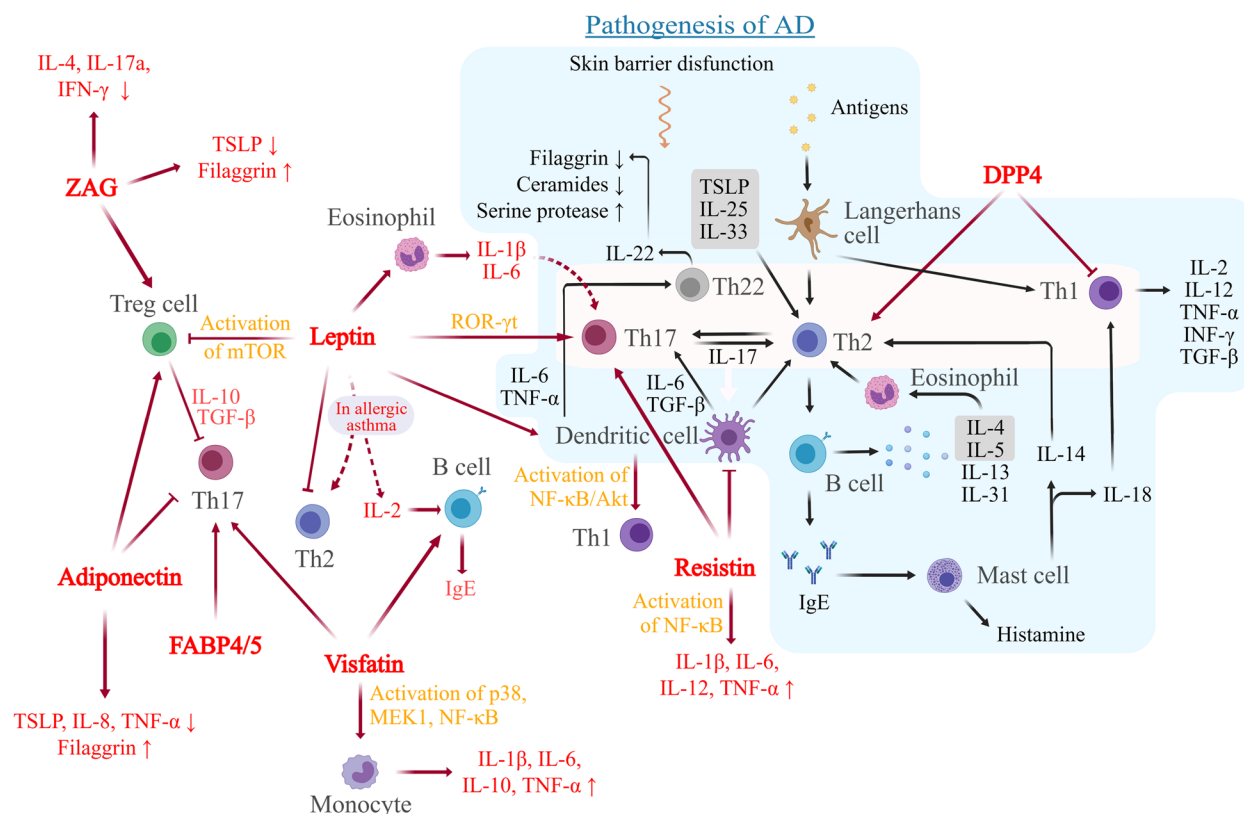 Pathogenesis of AD
Skin barrier disfunction
Antigens
IL-4, IL-17a,
IFN-γ ↓
TSLP ↓
Filaggrin ↑
ZAG
Filaggrin ↓
Ceramides ↓
Serine protease ↑
TSLP
IL-25
IL-33
Langerhans
cell
DPP4
Eosinophil
IL-1β
IL-6
IL-22
Th22
Th1
IL-2
IL-12
TNF-α
INF-γ
TGF-β
Treg cell
Activation
of mTOR
Leptin
ROR-γt
Th17
IL-17
Th2
IL-6
TNF-α
IL-6
TGF-β
Eosinophil
IL-10
TGF-β
In allergic
asthma
Dendritic cell
IL-4
IL-5
IL-13
IL-31
IL-14
IL-18
Th17
B cell
IL-2
Activation of
NF-κB/Akt
B cell
Th2
Th1
Adiponectin
IgE
Resistin
Mast cell
IgE
Activation
of NF-κB
Histamine
FABP4/5
Visfatin
IL-1β, IL-6,
IL-12, TNF-α ↑
Activation of p38,
MEK1, NF-κB
TSLP, IL-8, TNF-α ↓
Filaggrin ↑
IL-1β, IL-6,
IL-10, TNF-α ↑
Monocyte